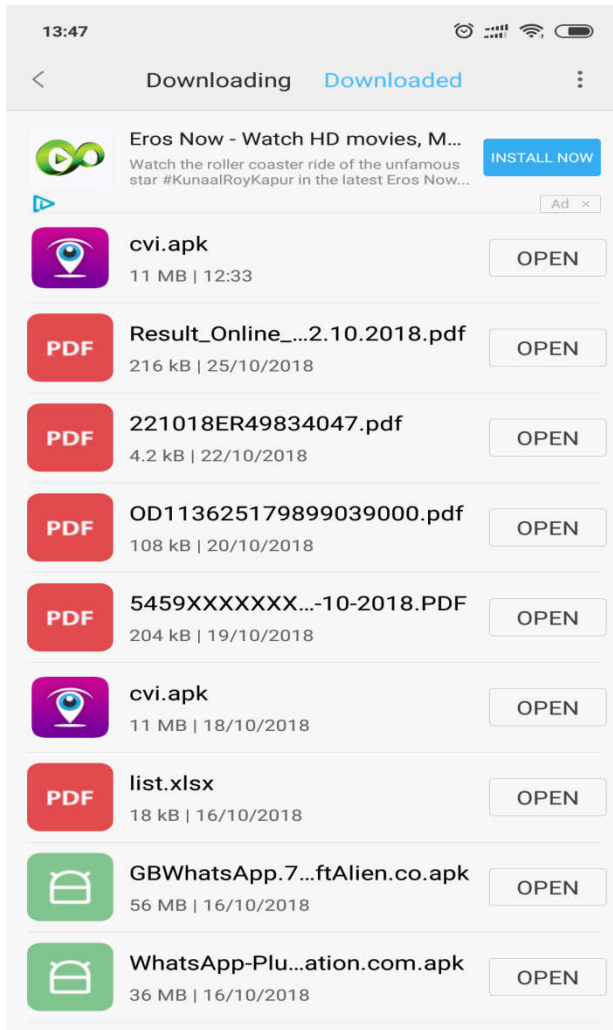 13:47
Downloading Downloaded
Eros Now - Watch HD movies, M...
Watch the roller coaster ride of the unfamous
star #KunaalRoyKapur in the latest Eros Now...
INSTALL NOW
Ad ×
cvi.apk
11 MB | 12:33
OPEN
PDF
Result_Online_...2.10.2018.pdf
216 kB | 25/10/2018
OPEN
PDF
221018ER49834047.pdf
4.2 kB | 22/10/2018
OPEN
PDF
OD113625179899039000.pdf
108 kB | 20/10/2018
OPEN
PDF
5459XXXXXXX...-10-2018.PDF
204 kB | 19/10/2018
OPEN
cvi.apk
11 MB | 18/10/2018
OPEN
PDF
list.xlsx
18 kB | 16/10/2018
OPEN
GBWhatsApp.7...ftAlien.co.apk
56 MB | 16/10/2018
OPEN
WhatsApp-Plu...ation.com.apk
36 MB | 16/10/2018
OPEN